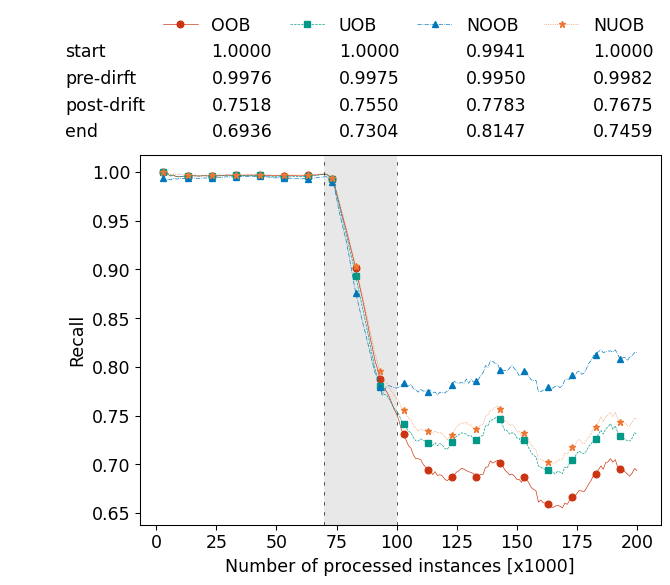 OOB UOB NOOB NUOB
start 1.0000 1.0000 0.9941 1.0000
pre-dirft 0.9976 0.9975 0.9950 0.9982
post-drift 0.7518 0.7550 0.7783 0.7675
end 0.6936 0.7304 0.8147 0.7459
1.00
0.95
0.90
0.85
0.80
0.75
0.70
0.65
Recall
0 25 50 75 100 125 150 175 200
Number of processed instances [x1000]